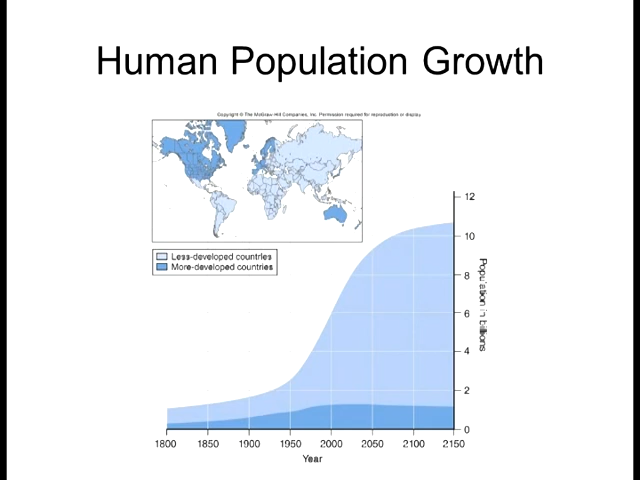 Human Population Growth
Copyright © The McGraw-Hill Companies, Inc. Permission required for reproduction or display.
Less-developed countries
More-developed countries
12
10
8
6
4
2
0
Population in billions
1800 1850 1900 1950 2000 2050 2100 2150
Year